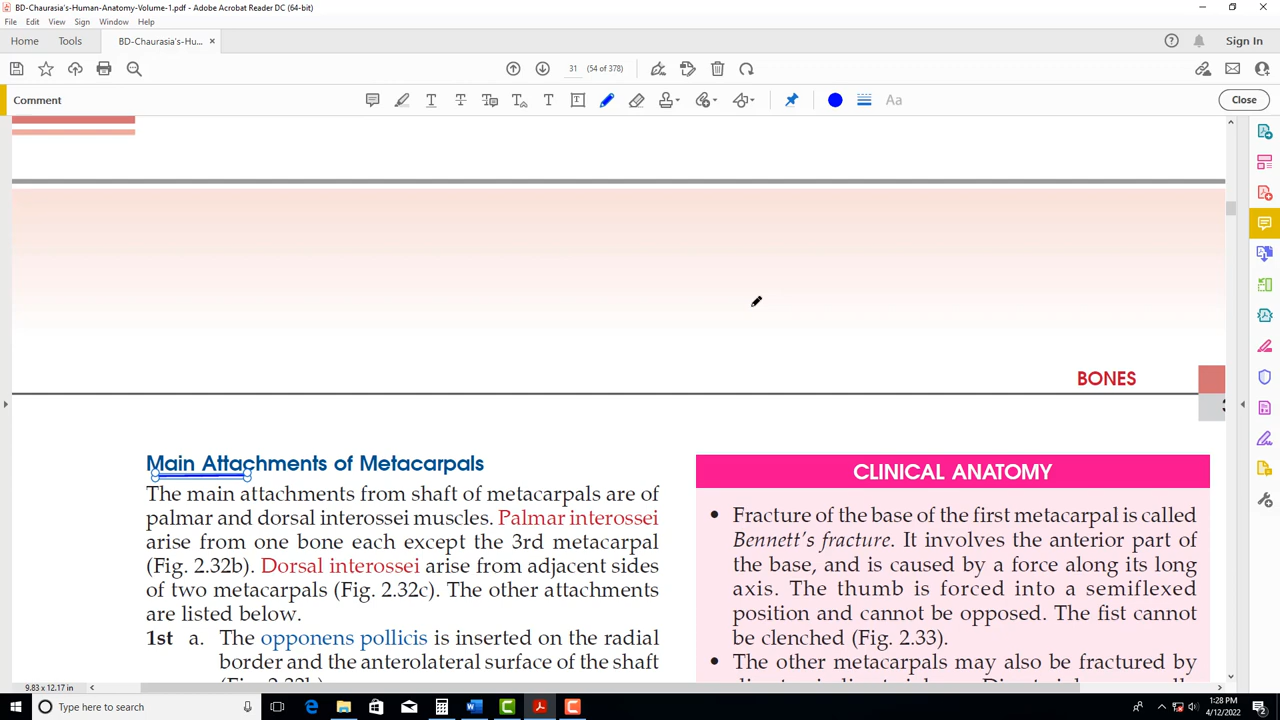 BD-Chaurasia's-Human-Anatomy-Volume-1.pdf - Adobe Acrobat Reader DC (64-bit)
File Edit View Sign Window Help
Home Tools BD-Chaurasia's-Hu... × Sign In
31 (54 of 378)
Comment Aa Close
BONES
Main Attachments of Metacarpals
The main attachments from shaft of metacarpals are of
palmar and dorsal interossei muscles. Palmar interossei
arise from one bone each except the 3rd metacarpal
(Fig. 2.32b). Dorsal interossei arise from adjacent sides
of two metacarpals (Fig. 2.32c). The other attachments
are listed below.
1st a. The opponens pollicis is inserted on the radial
border and the anterolateral surface of the shaft
CLINICAL ANATOMY
• Fracture of the base of the first metacarpal is called
Bennett's fracture. It involves the anterior part of
the base, and is caused by a force along its long
axis. The thumb is forced into a semiflexed
position and cannot be opposed. The fist cannot
be clenched (Fig. 2.33).
• The other metacarpals may also be fractured by
9.83 x 12.17 in
Type here to search
1:28 PM
4/12/2022